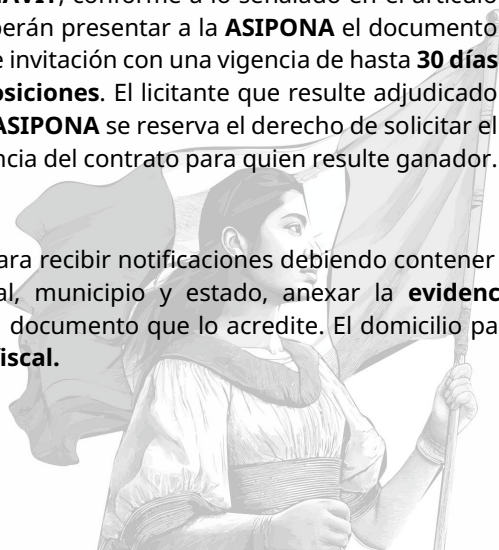 conforme a lo señalado en el artículo
berán presentar a la ASIPONA el documento
e invitación con una vigencia de hasta 30 días
osiciones. El licitante que resulte adjudicado
ASIPONA se reserva el derecho de solicitar el
ncia del contrato para quien resulte ganador.
ara recibir notificaciones debiendo contener
al, municipio y estado, anexar la evidenc
documento que lo acredite. El domicilio pa
fiscal.